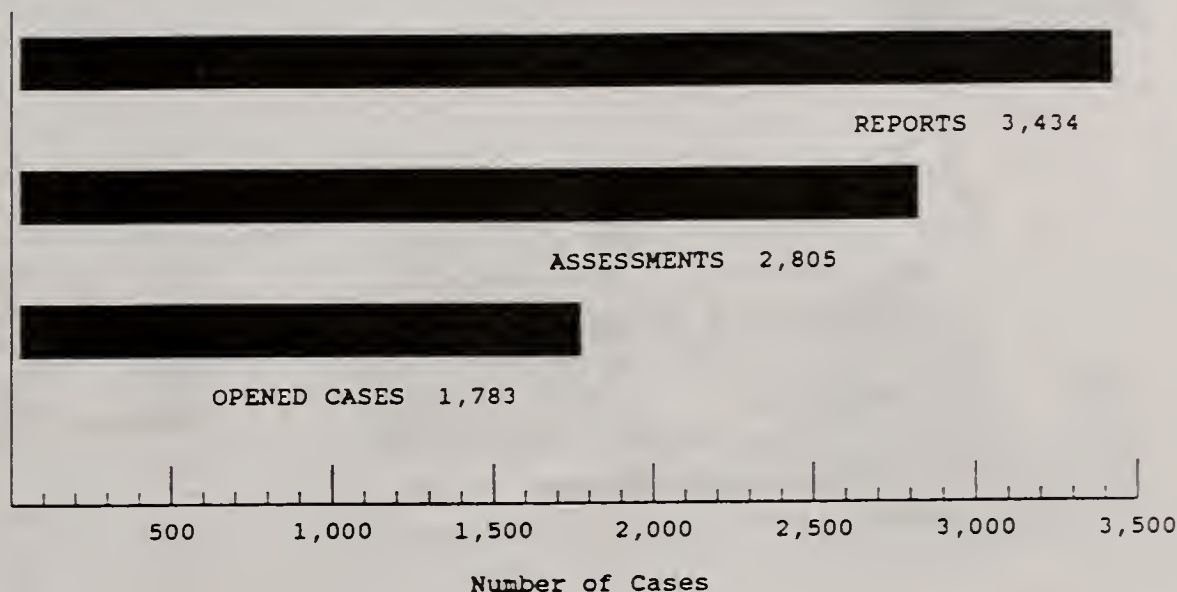 REPORTS 3,434
ASSESSMENTS 2,805
OPENED CASES 1,783
500 1,000 1,500 2,000 2,500 3,000 3,500
Number of Cases